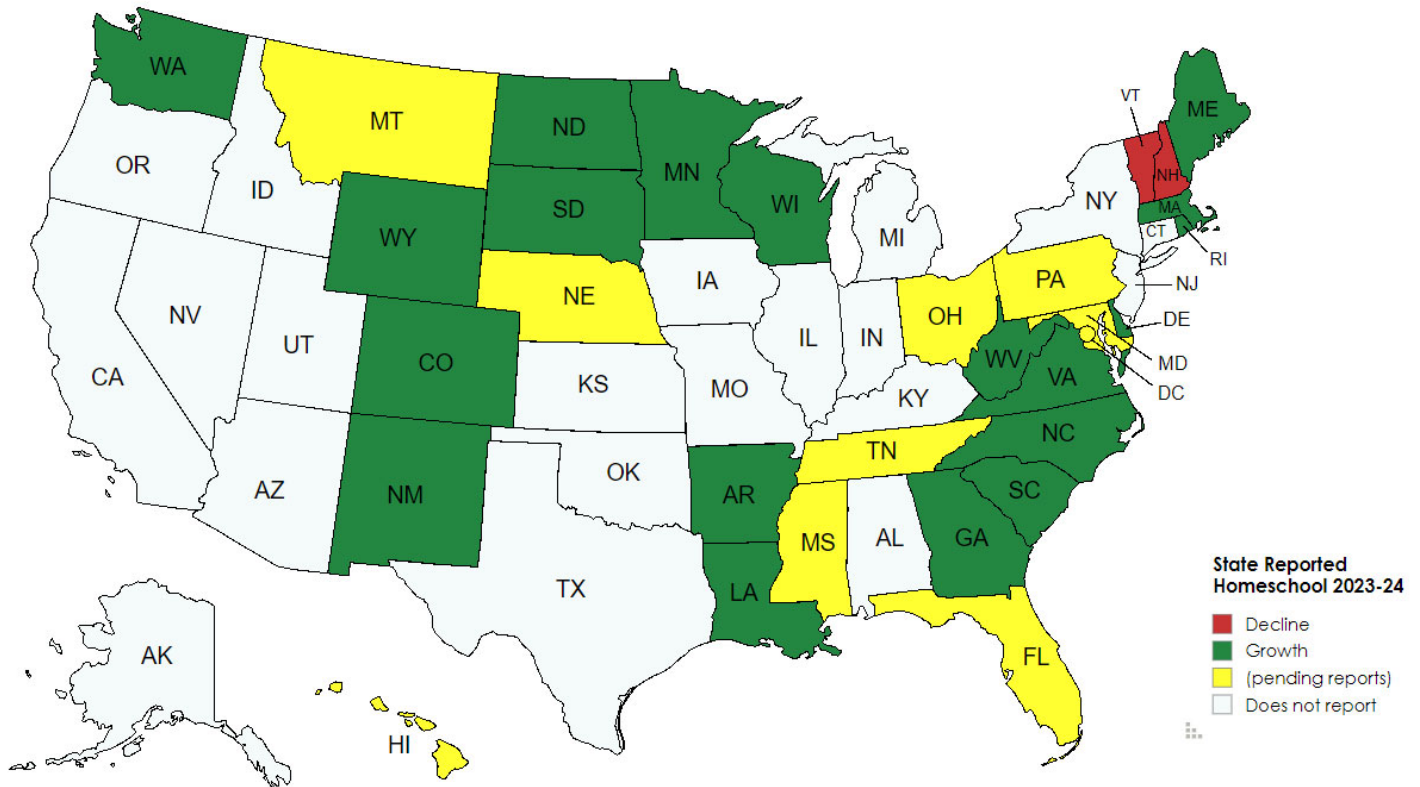 WA
MT
ND
MN
VT
ME
OR
ID
SD
WI
NH
WY
MI
NY
MA
CT
RI
NE
IA
PA
NJ
NV
UT
CO
IL
IN
OH
DE
CA
KS
MO
WV
VA
MD
KY
DC
AZ
NM
OK
TN
NC
AR
SC
MS
AL
GA
TX
LA
AK
HI
FL
State Reported
Homeschool 2023-24
Decline
Growth
(pending reports)
Does not report